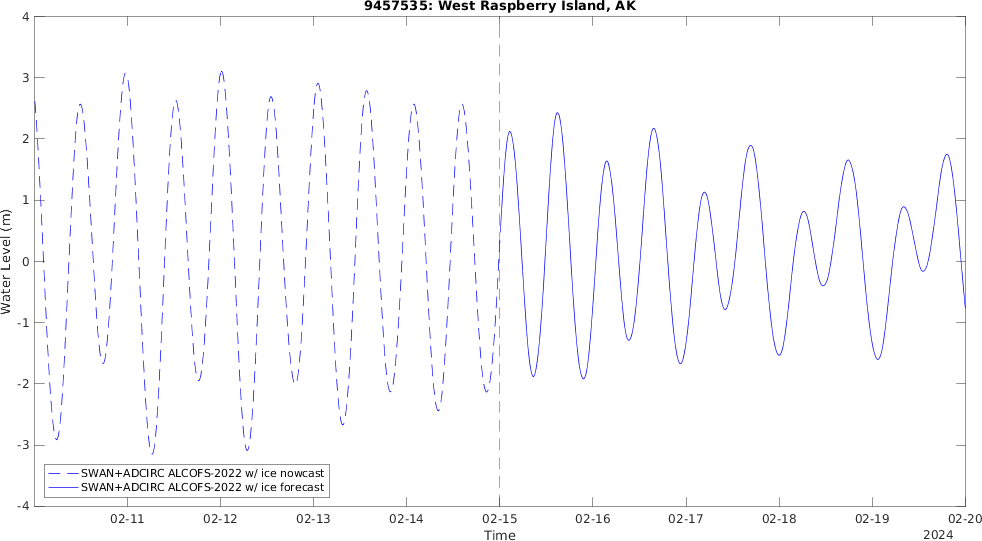 9457535: West Raspberry Island, AK
Water Level (m)
4
3
2
1
0
-1
-2
-3
-4
SWAN+ADCIRC ALCOFS-2022 w/ ice nowcast
SWAN+ADCIRC ALCOFS-2022 w/ ice forecast
02-11 02-12 02-13 02-14 02-15 02-16 02-17 02-18 02-19 02-20
Time
2024